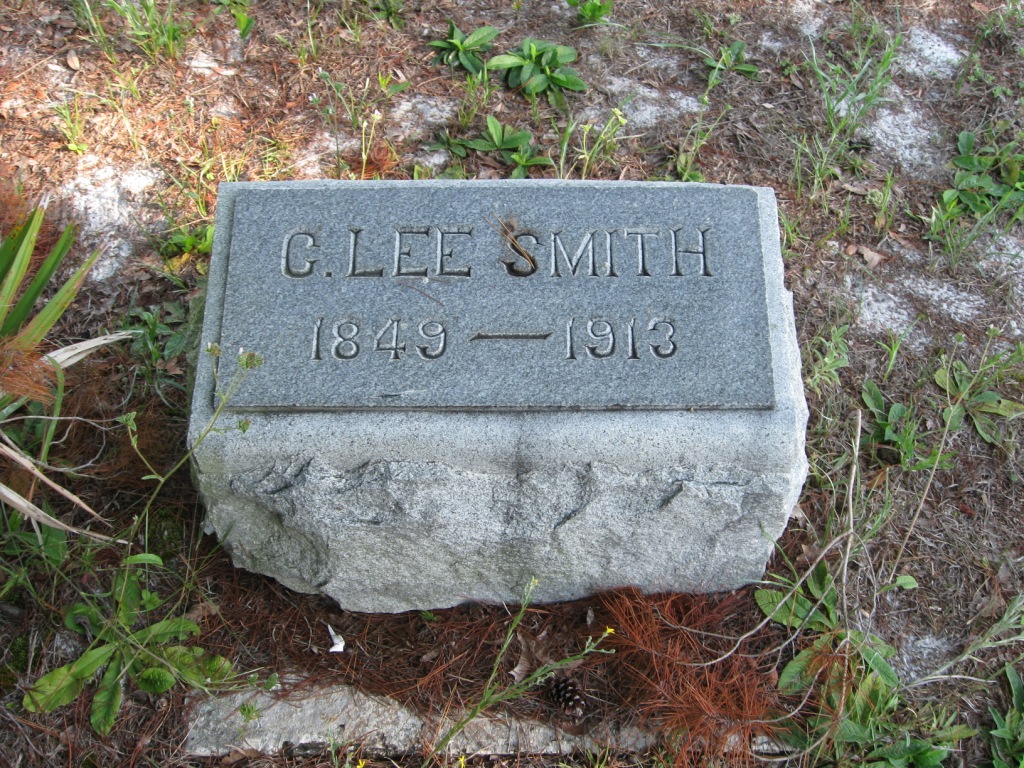 G. LEE SMITH
1849 — 1913